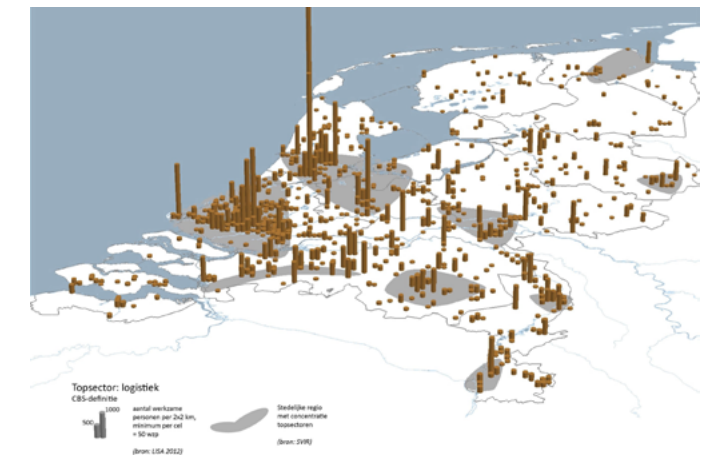 Topsector: logistiek
CBS-definitie
1000
500
aantal werkzame
personen per 2x2 km,
minimum per cel
= 50 wzp
(bron: LISA 2012)
Stedelijke regio
met concentratie
topsectoren
(bron: SVIR)